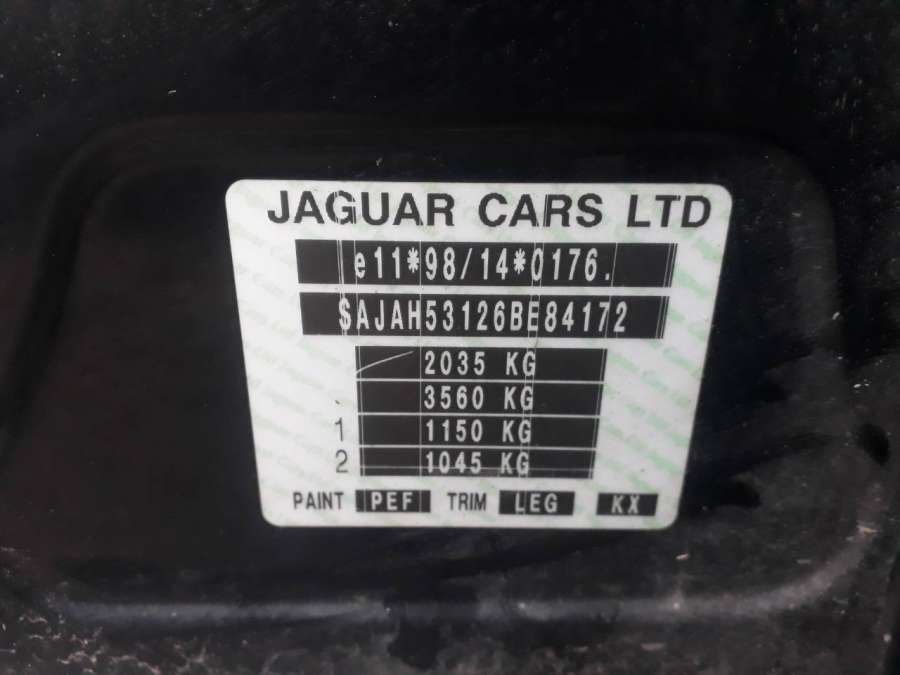 JAGUAR CARS LTD
e11*98/14*0176.
SAJAH53126BE84172
2035 KG
3560 KG
1 1150 KG
2 1045 KG
PAINT PEF TRIM LEG KX